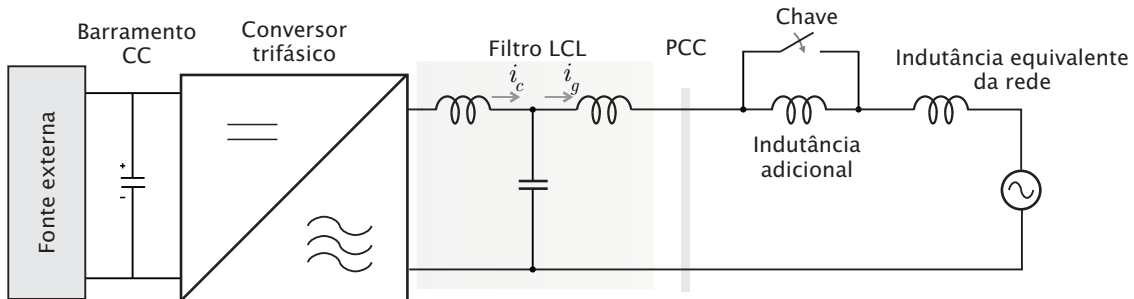 Fonte externa
Barramento
CC
+
-
Conversor
trifásico
Filtro LCL
i_c
i_g
PCC
Chave
Indutância
adicional
Indutância equivalente
da rede